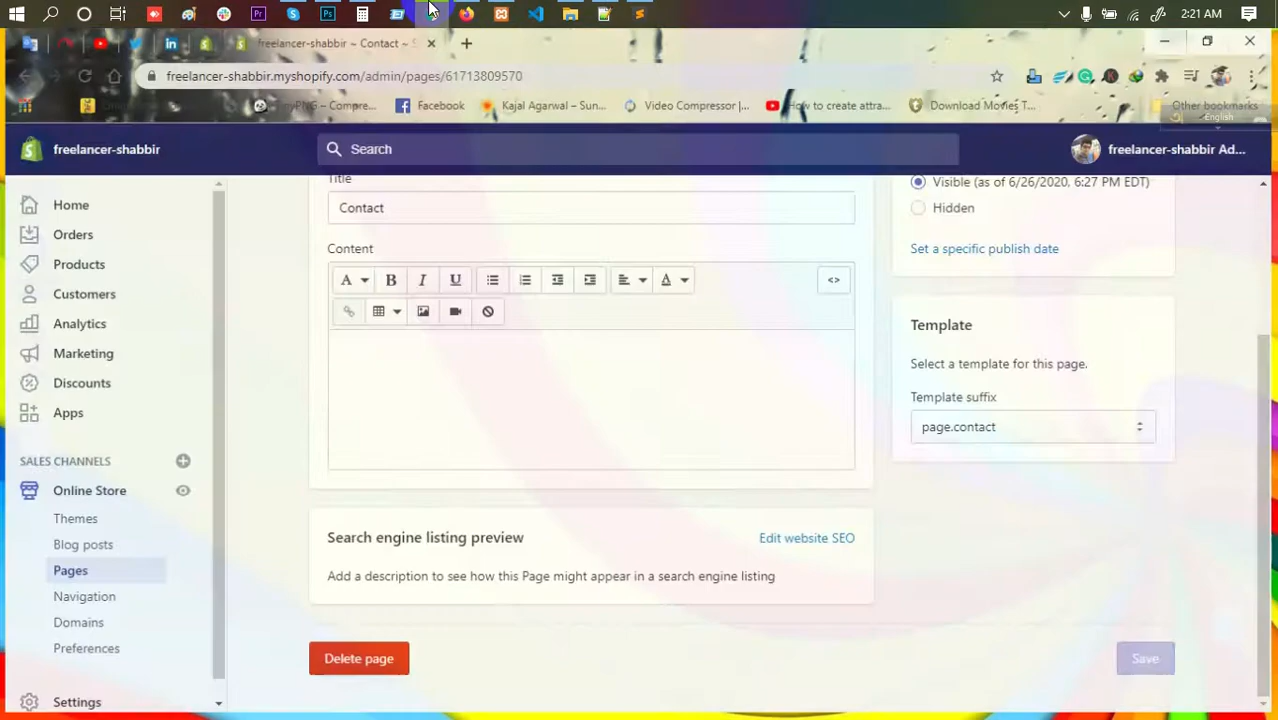 2:21 AM
freelancer-shabbir ~ Contact ~ S
freelancer-shabbir.myshopify.com/admin/pages/61713809570
PNG – Compre...
Facebook
Kajal Agarwal – Sun...
Video Compressor |...
How to create attra...
Download Movies T...
Other bookmarks
English
freelancer-shabbir
Search
freelancer-shabbir Ad...
Home
Orders
Products
Customers
Analytics
Marketing
Discounts
Apps
SALES CHANNELS
Online Store
Themes
Blog posts
Pages
Navigation
Domains
Preferences
Settings
Title
Contact
Content
A
B
I
U
A
<>
Search engine listing preview
Edit website SEO
Add a description to see how this Page might appear in a search engine listing
Delete page
Save
Visible (as of 6/26/2020, 6:27 PM EDT)
Hidden
Set a specific publish date
Template
Select a template for this page.
Template suffix
page.contact